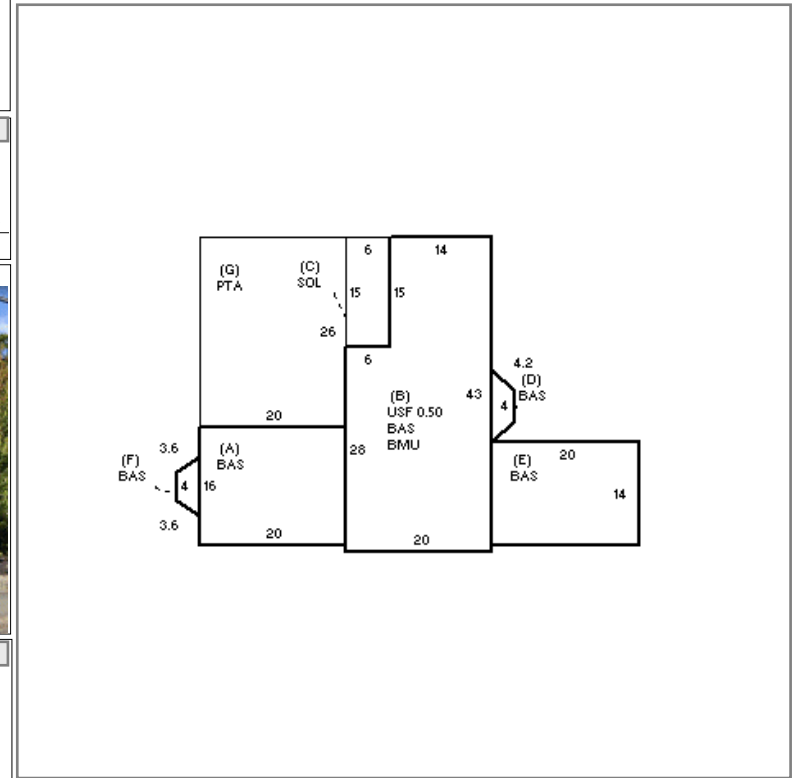 6
14
(G)
PTA
(C)
SOL
15
15
26
6
4.2
(D)
BAS
43
4
(B)
USF 0.50
BAS
BMU
20
3.6
(A)
BAS
28
(F)
BAS
4
16
(E)
BAS
20
14
3.6
20
20